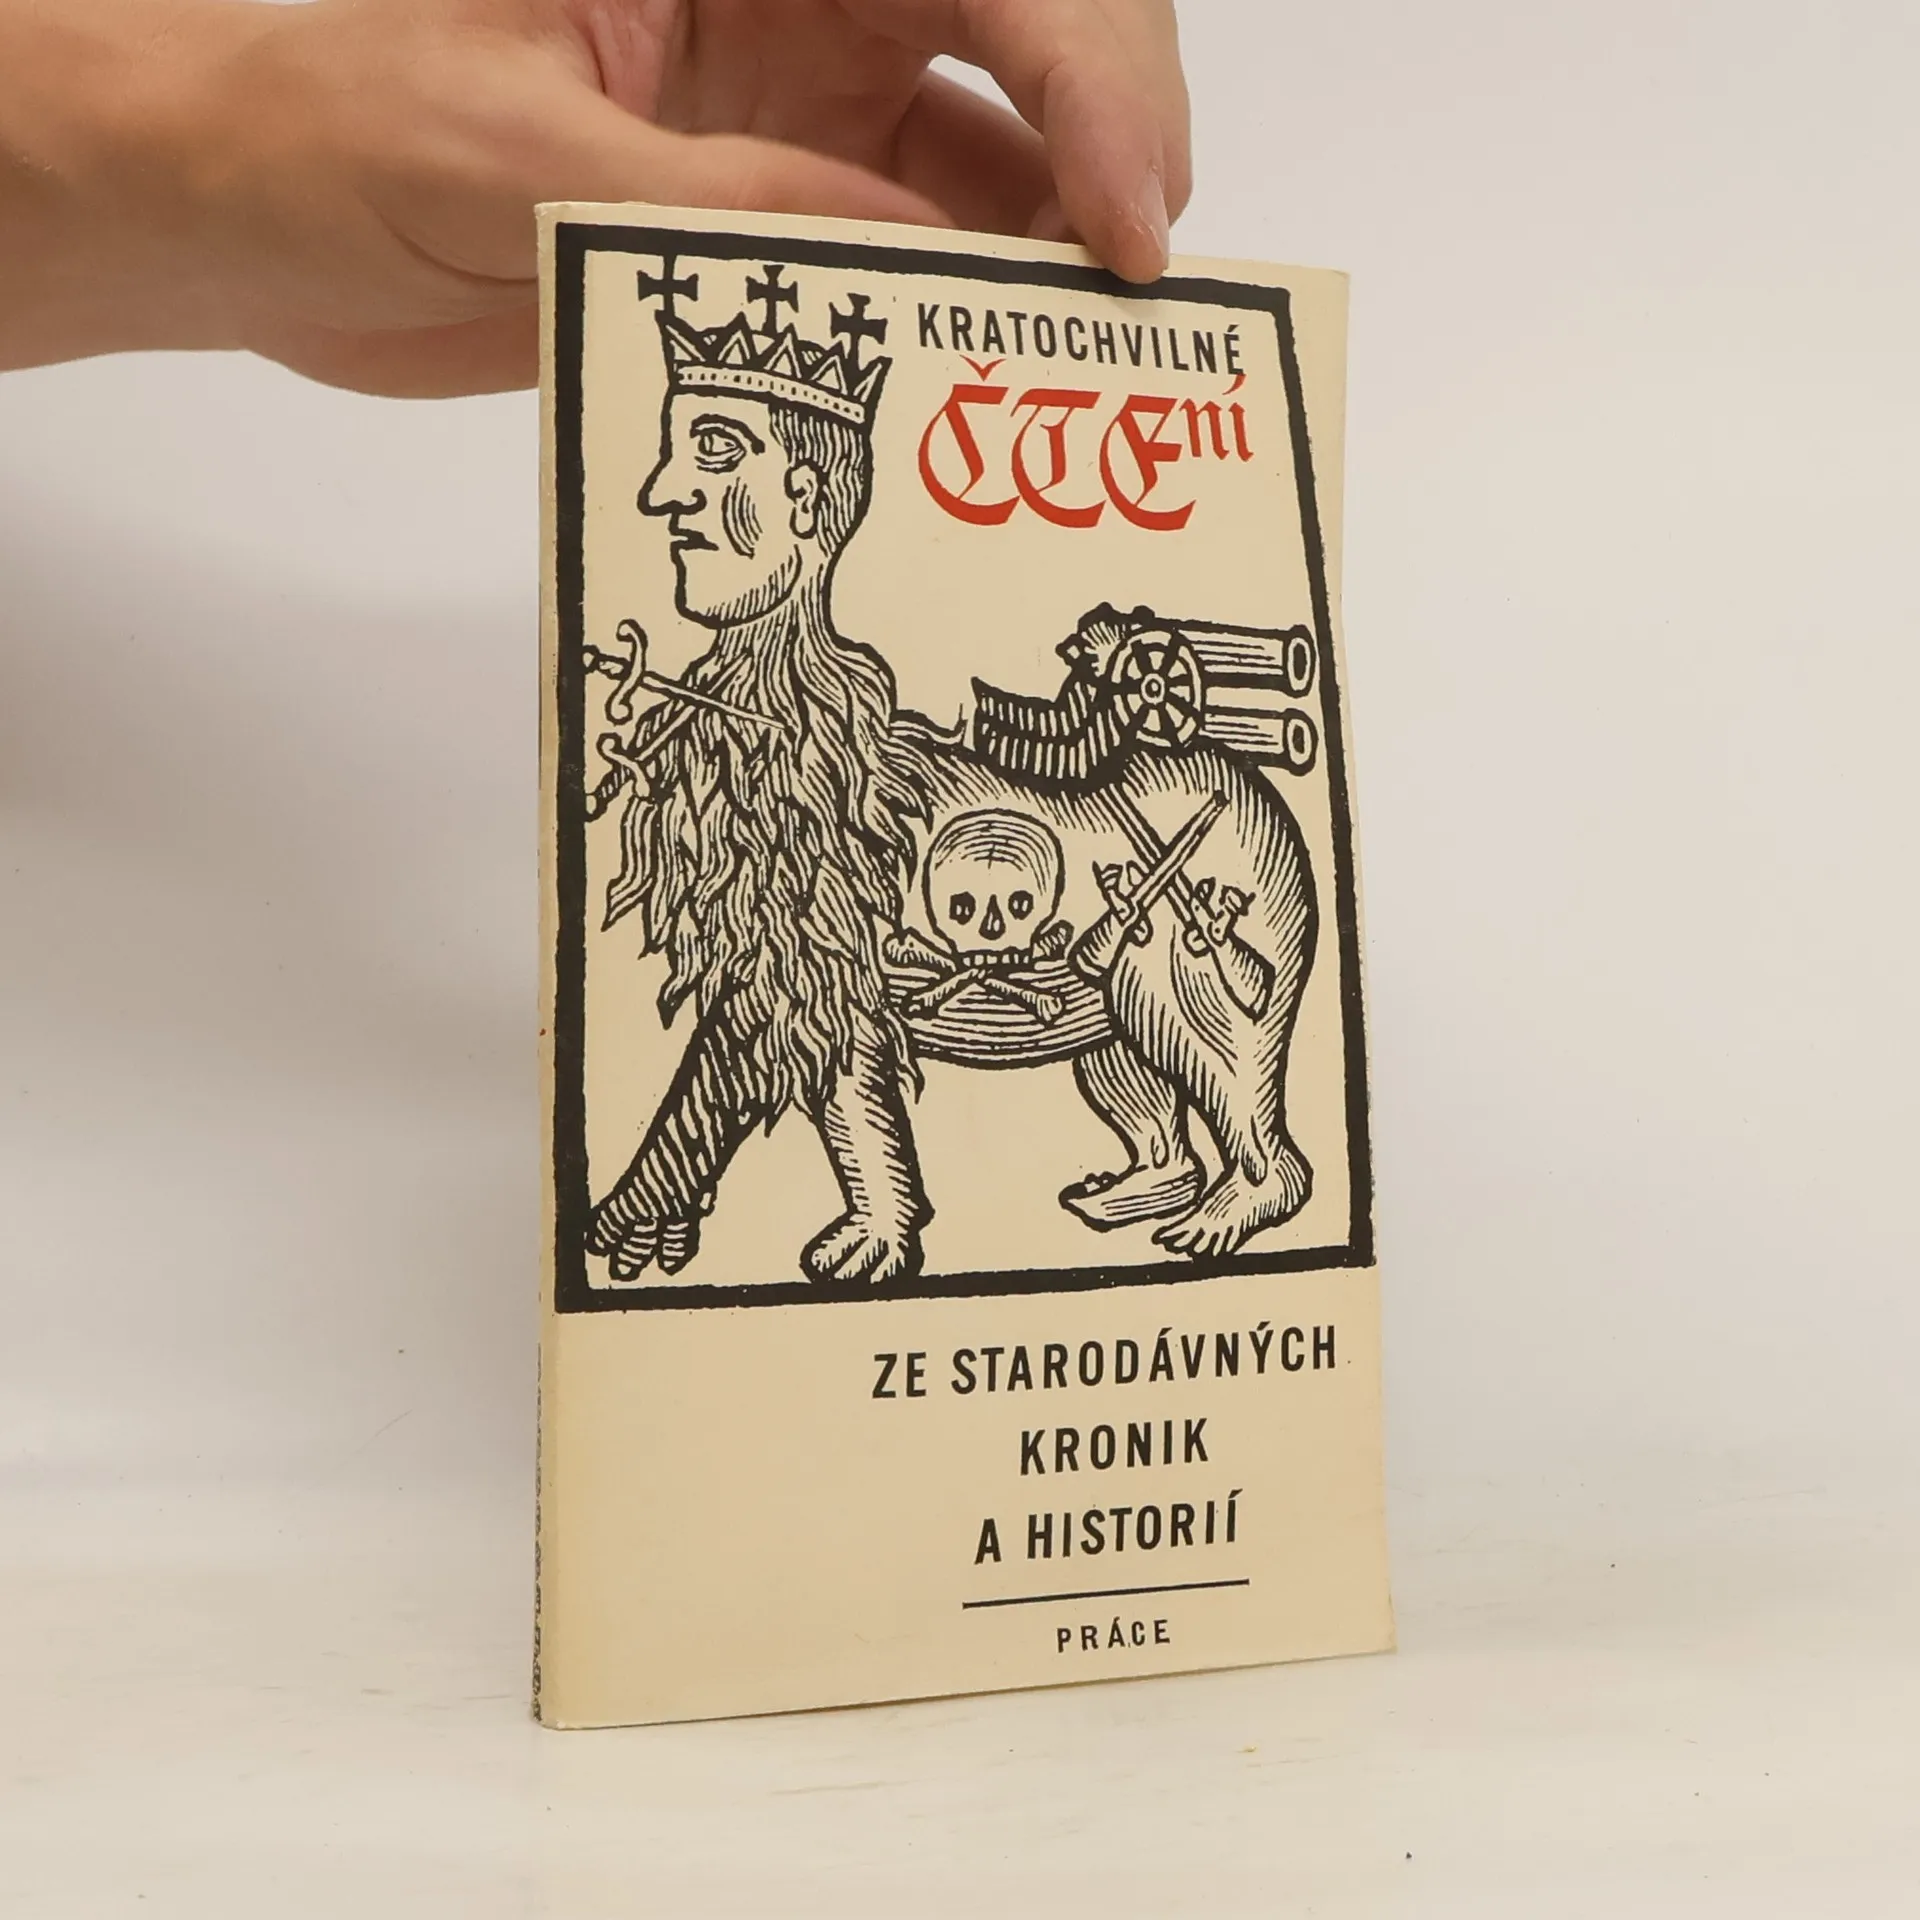 KRATOCHVILNÉ
ČTEní
ZE STARODÁVNÝCH
KRONIK
A HISTORIÍ
PRÁCE